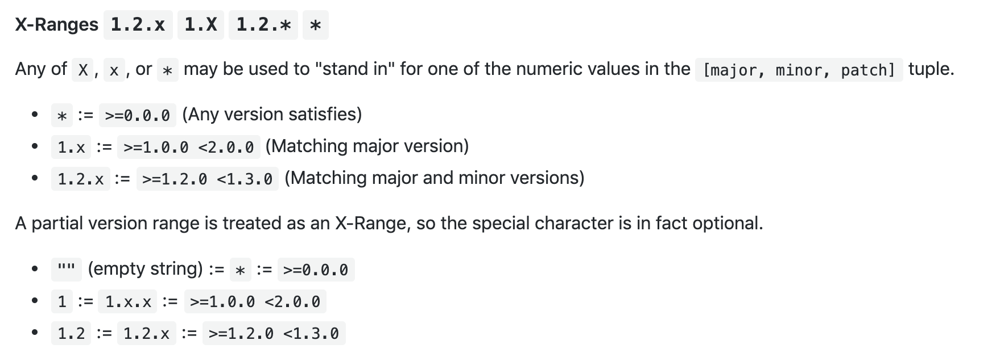 X-Ranges 1.2.x 1.X 1.2.* *
Any of X, x, or * may be used to "stand in" for one of the numeric values in the [major, minor, patch] tuple.
• * := >=0.0.0 (Any version satisfies)
• 1.x := >=1.0.0 <2.0.0 (Matching major version)
• 1.2.x := >=1.2.0 <1.3.0 (Matching major and minor versions)
A partial version range is treated as an X-Range, so the special character is in fact optional.
• "" (empty string) := * := >=0.0.0
• 1 := 1.x.x := >=1.0.0 <2.0.0
• 1.2 := 1.2.x := >=1.2.0 <1.3.0